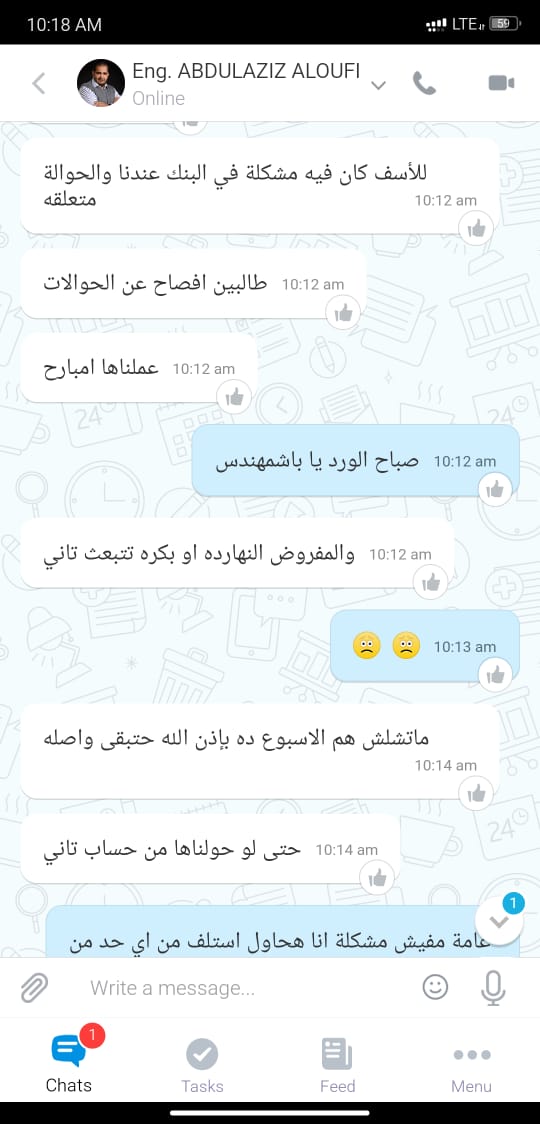 10:18 AM
LTE 59
Eng. ABDULAZIZ ALOUFI
Online
للأسف كان فيه مشكلة في البنك عندنا والحوالة
متعلقه
10:12 am
طالبين افصاح عن الحوالات 10:12 am
عملناها امبارح 10:12 am
صباح الورد يا باشمهندس 10:12 am
والمفروض النهارده او بكره تتبعث تاني 10:12 am
😟 😟 10:13 am
ماتشلش هم الاسبوع ده بإذن الله حتبقى واصله
10:14 am
حتى لو حولناها من حساب تاني 10:14 am
1
عامة مفيش مشكلة انا هحاول استلف من اي حد من
Write a message...
1
Chats
Tasks
Feed
Menu